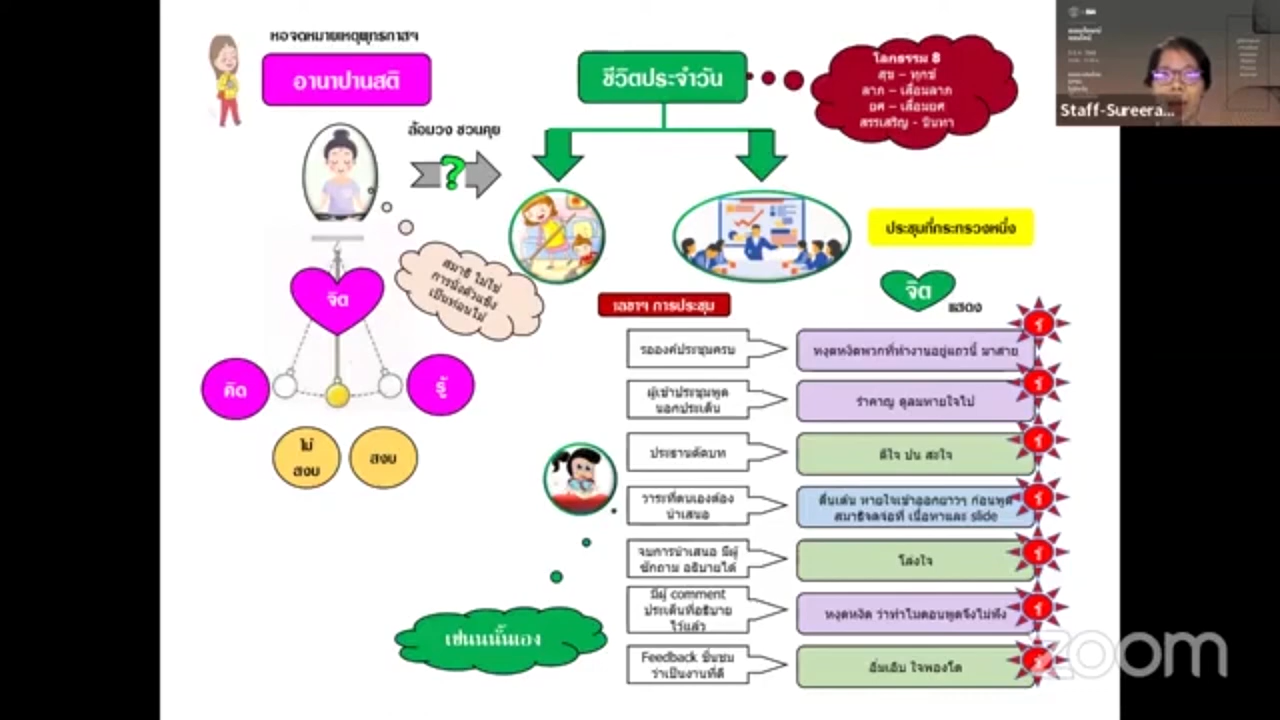 หอจดหมายเหตุพุทธทาสฯ
อานาปานสติ
ล้อมวง ชวนคุย
?
ชีวิตประจำวัน
โลกธรรม 8
สุข – ทุกข์
ลาภ – เสื่อมลาภ
ยศ – เสื่อมยศ
สรรเสริญ - นินทา
Staff-Sureera...
ประชุมที่กระทรวงหนึ่ง
จิต
แสดง
สมาธิ ไม่ใช่
การนั่งตัวแข็ง
เป็นท่อนไม้
จิต
คิด
รู้
ไม่
สงบ
สงบ
เลขาฯ การประชุม
รอองค์ประชุมครบ
หงุดหงิดพวกที่ทำงานอยู่แถวนี้ มาสาย
รู้
ผู้เข้าประชุมพูด
นอกประเด็น
รำคาญ ดูลมหายใจไป
รู้
ประธานตัดบท
ดีใจ ปน สะใจ
รู้
วาระที่ตนเองต้อง
นำเสนอ
ตื่นเต้น หายใจเข้าออกยาวๆ ก่อนพูด
สมาธิจดจ่อที่ เนื้อหาและ slide
รู้
จบการนำเสนอ มีผู้
ซักถาม อธิบายได้
โล่งใจ
รู้
มีผู้ comment
ประเด็นที่อธิบาย
ไว้แล้ว
หงุดหงิด ว่าทำไมตอนพูดจึงไม่ฟัง
รู้
Feedback ชื่นชม
ว่าเป็นงานที่ดี
อิ่มเอิบ ใจพองโต
เช่นนั้นเอง
zoom